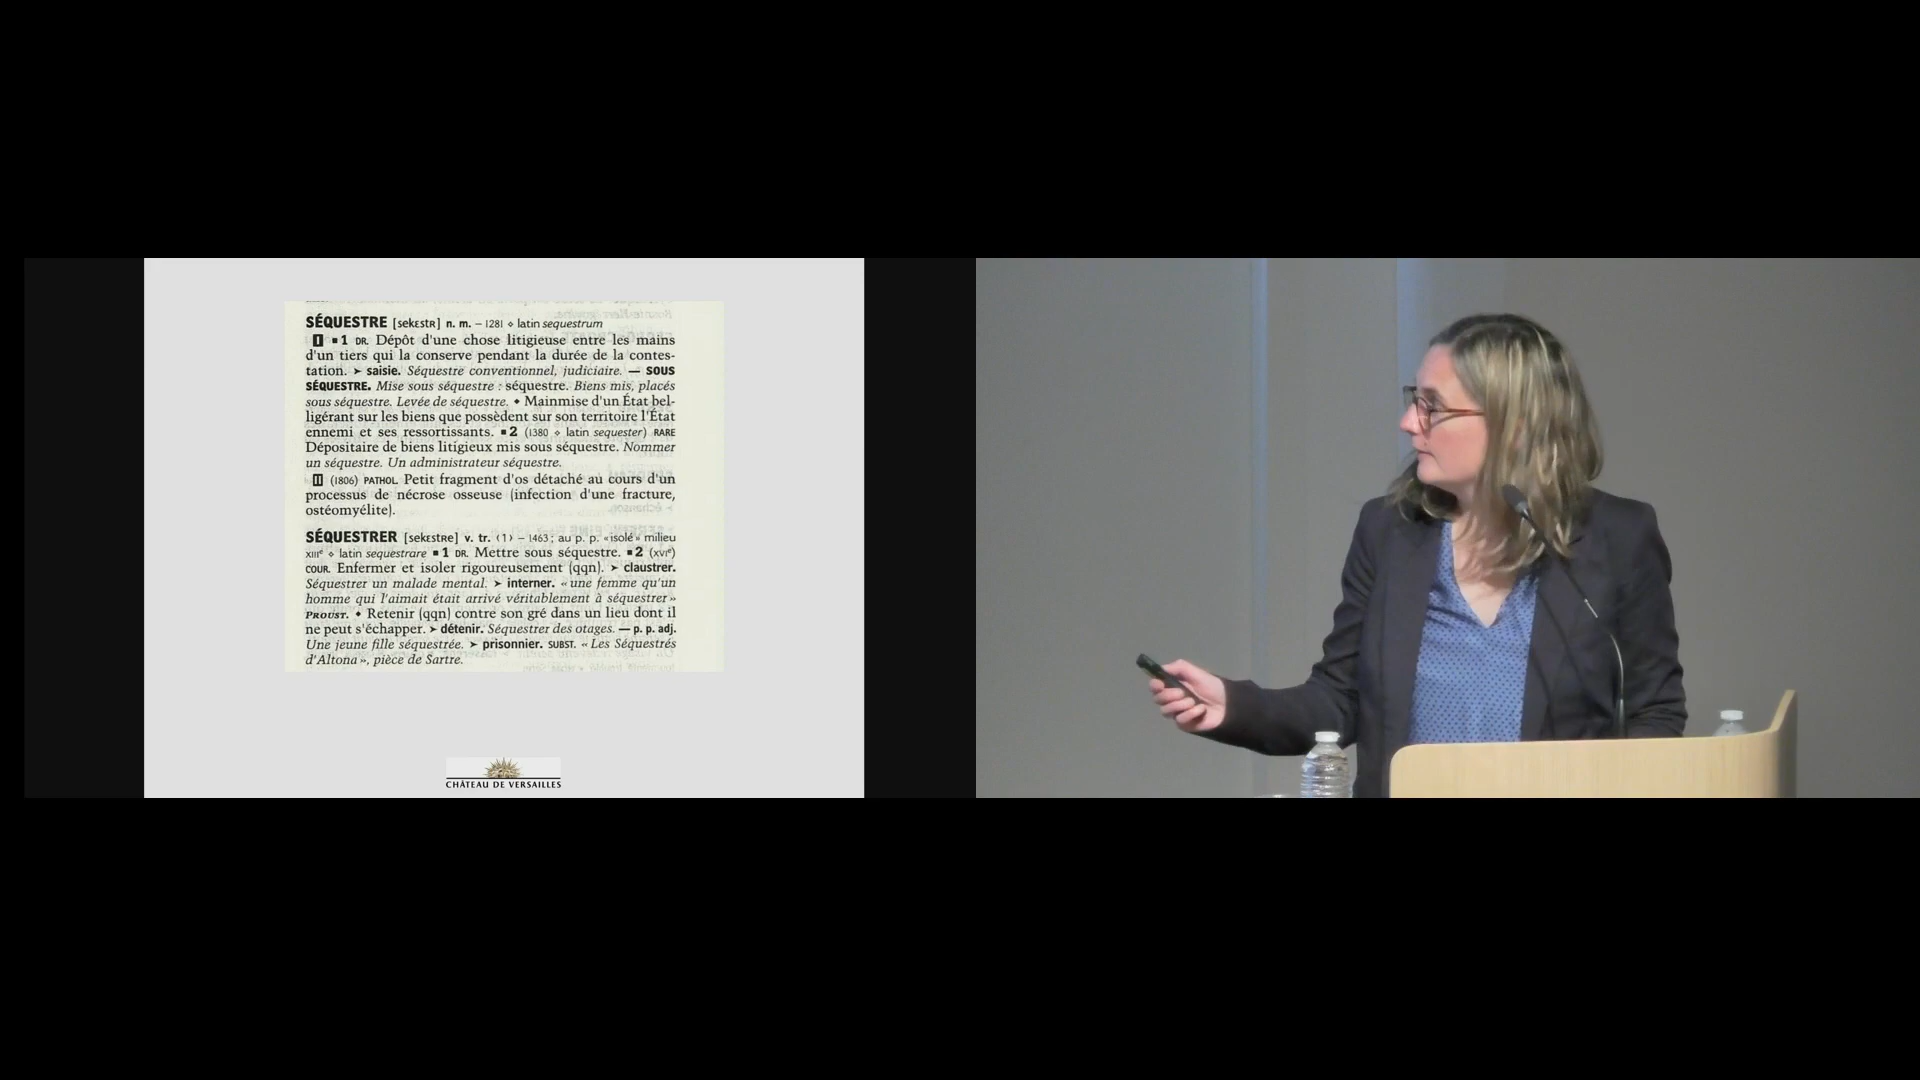 SÉQUESTRE [sekɛstʀ] n. m. – 1281 ⋄ latin sequestrum
I ■ 1 DR. Dépôt d'une chose litigieuse entre les mains
d'un tiers qui la conserve pendant la durée de la contes-
tation. ➤ saisie. Séquestre conventionnel, judiciaire. — SOUS
SÉQUESTRE. Mise sous séquestre : séquestre. Biens mis, placés
sous séquestre. Levée de séquestre. ◆ Mainmise d'un État bel-
ligérant sur les biens que possèdent sur son territoire l'État
ennemi et ses ressortissants. ■ 2 (1380 ⋄ latin sequester) RARE
Dépositaire de biens litigieux mis sous séquestre. Nommer
un séquestre. Un administrateur séquestre.
II (1806) PATHOL. Petit fragment d'os détaché au cours d'un
processus de nécrose osseuse (infection d'une fracture,
ostéomyélite).
SÉQUESTRER [sekɛstʀe] v. tr. ‹1› – 1463 ; au p. p. « isolé » milieu
XIIIe ⋄ latin sequestrare ■ 1 DR. Mettre sous séquestre. ■ 2 (XVIe)
COUR. Enfermer et isoler rigoureusement (qqn). ➤ claustrer.
Séquestrer un malade mental. ➤ interner. « une femme qu'un
homme qui l'aimait était arrivé véritablement à séquestrer »
PROUST. ◆ Retenir (qqn) contre son gré dans un lieu dont il
ne peut s'échapper. ➤ détenir. Séquestrer des otages. — p. p. adj.
Une jeune fille séquestrée. ➤ prisonnier. SUBST. « Les Séquestrés
d'Altona », pièce de Sartre.
CHÂTEAU DE VERSAILLES